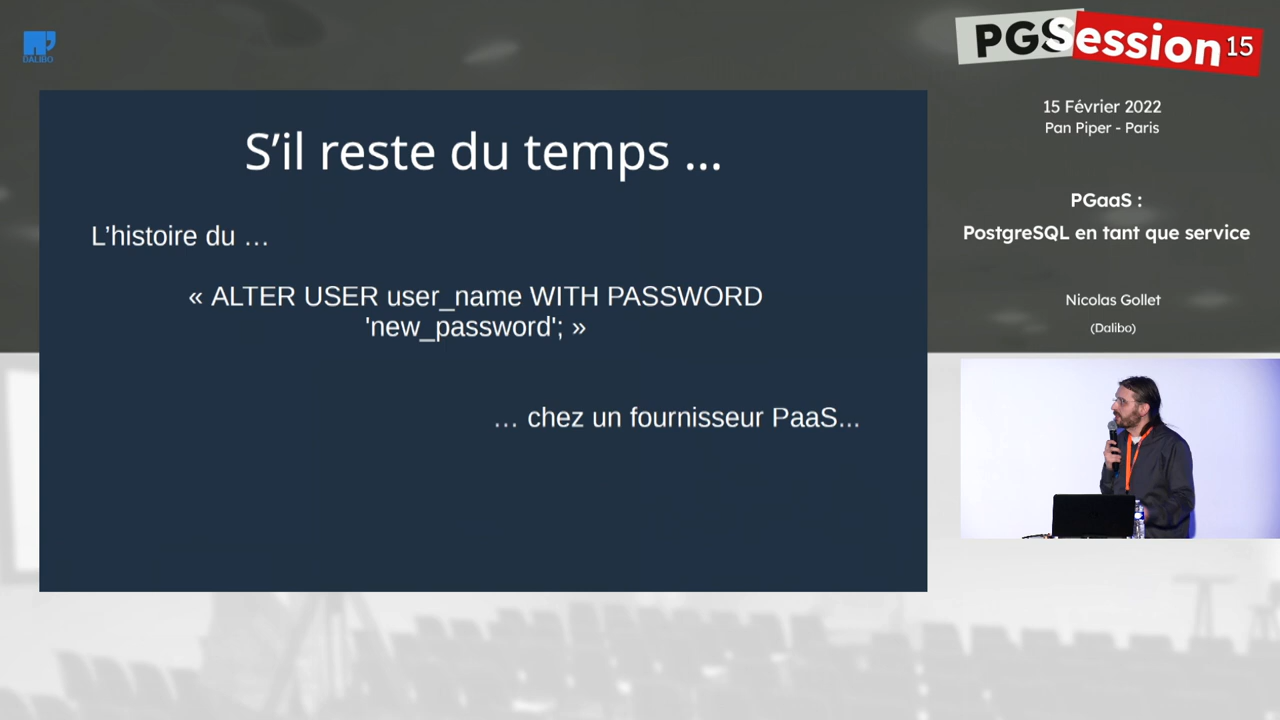 DALIBO
PGSession 15
15 Février 2022
Pan Piper - Paris
PGaaS :
PostgreSQL en tant que service
Nicolas Gollet
(Dalibo)
S’il reste du temps ...
L’histoire du …
« ALTER USER user_name WITH PASSWORD
'new_password'; »
… chez un fournisseur PaaS...